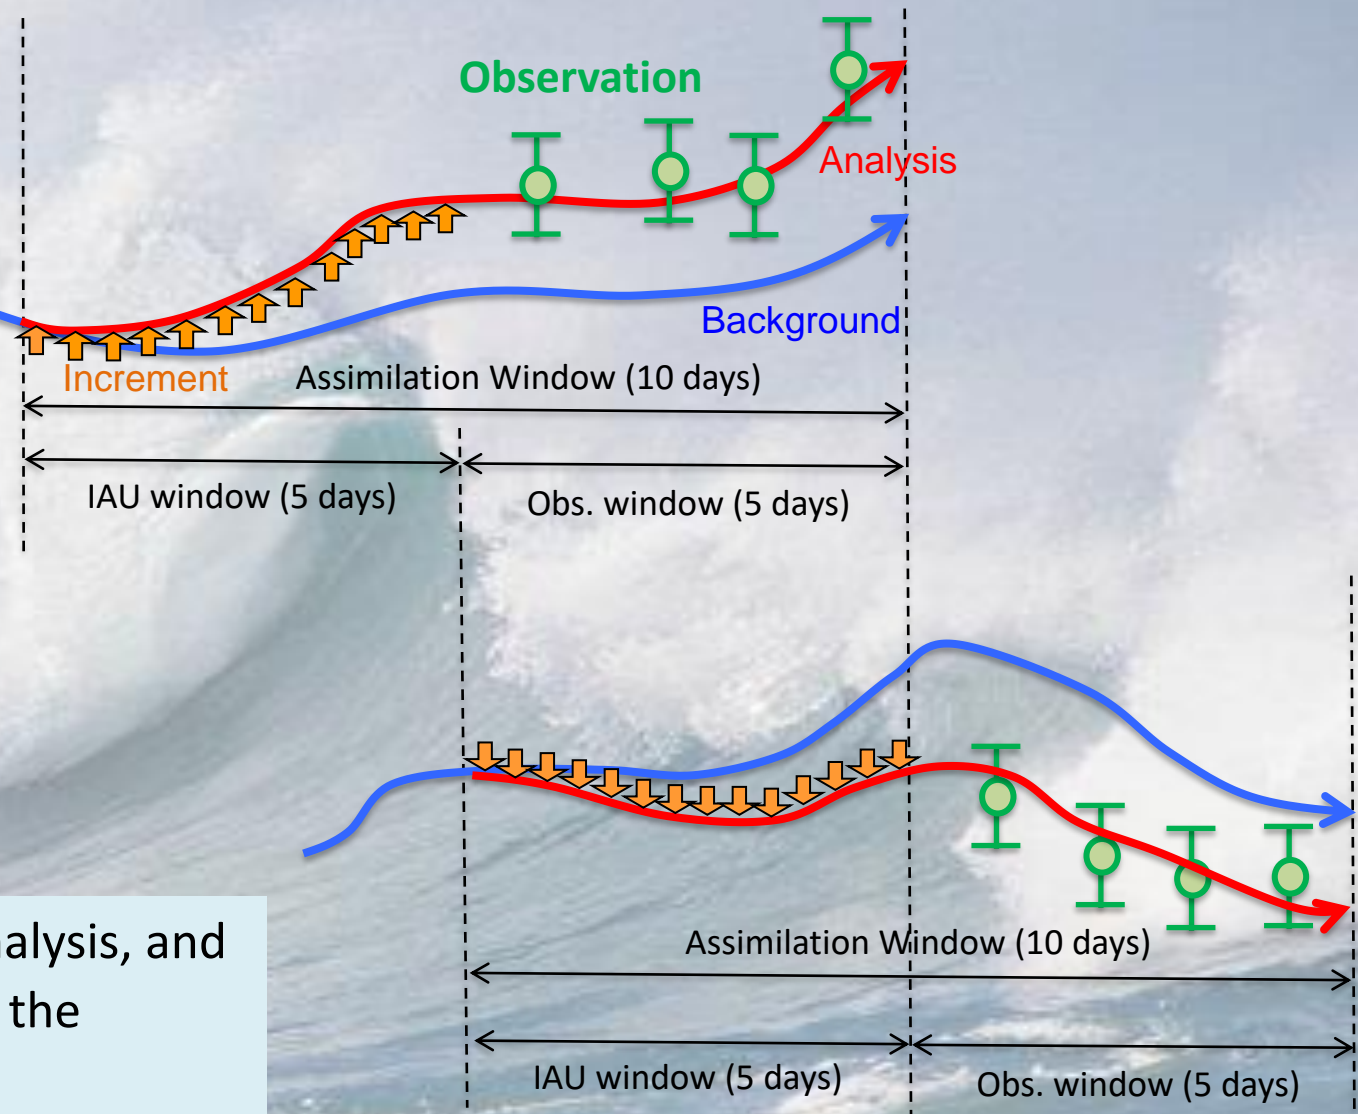 Observation
Analysis
Background
Increment
Assimilation Window (10 days)
IAU window (5 days)
Obs. window (5 days)
and
the
Assimilation Window (10 days)
IAU window (5 days)
Obs. window (5 days)